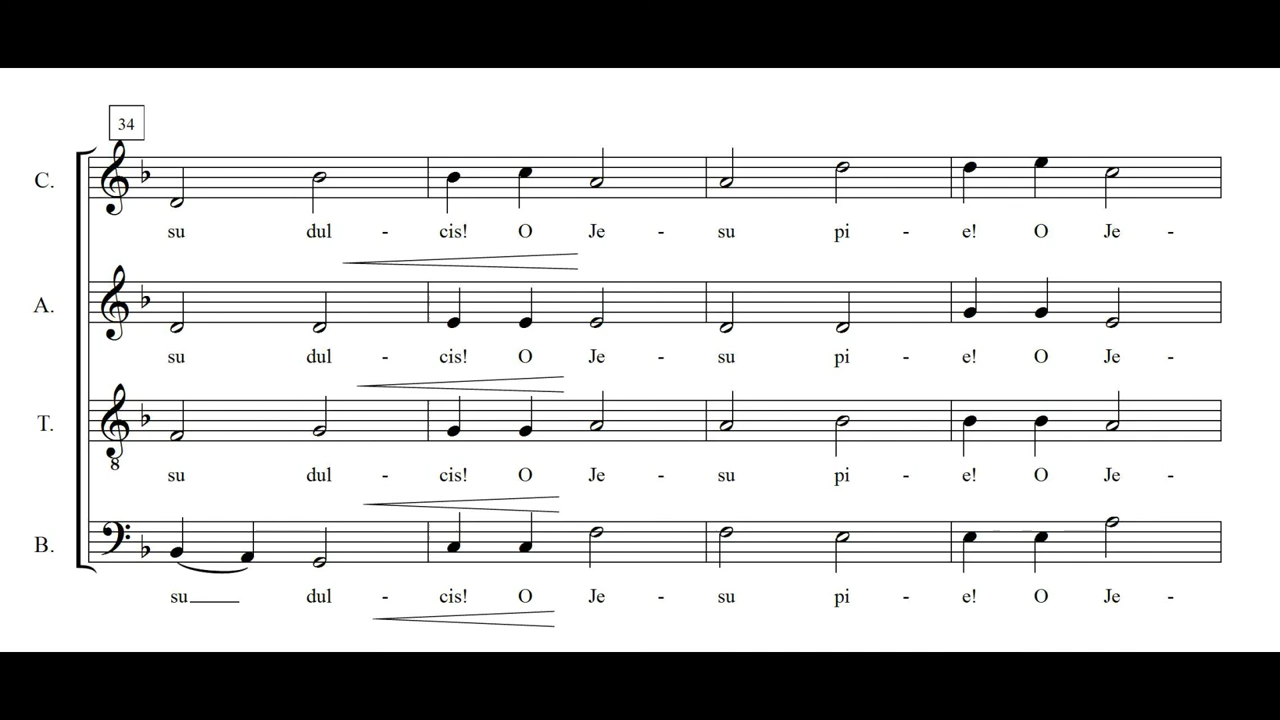 34
C.
su dul - cis! O Je - su pi - e! O Je -
A.
su dul - cis! O Je - su pi - e! O Je -
T.
8
su dul - cis! O Je - su pi - e! O Je -
B.
su___ dul - cis! O Je - su pi - e! O Je -